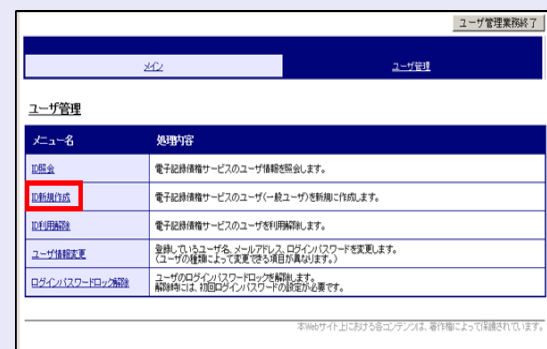 ユーザ管理業務終了
メイン
ユーザ管理
ユーザ管理
メニュー名
処理内容
ID照会
電子記録債権サービスのユーザ情報を照会します。
ID新規作成
電子記録債権サービスのユーザ(一般ユーザ)を新規に作成します。
ID利用解除
電子記録債権サービスのユーザを利用解除します。
ユーザ情報変更
登録しているユーザ名、メールアドレス、ログインパスワードを変更します。
(ユーザの種類によって変更できる項目が異なります。)
ログインパスワードロック解除
ユーザのログインパスワードロックを解除します。
解除時には、初回ログインパスワードの設定が必要です。
本Webサイト上における各コンテンツは、著作権によって保護されています。